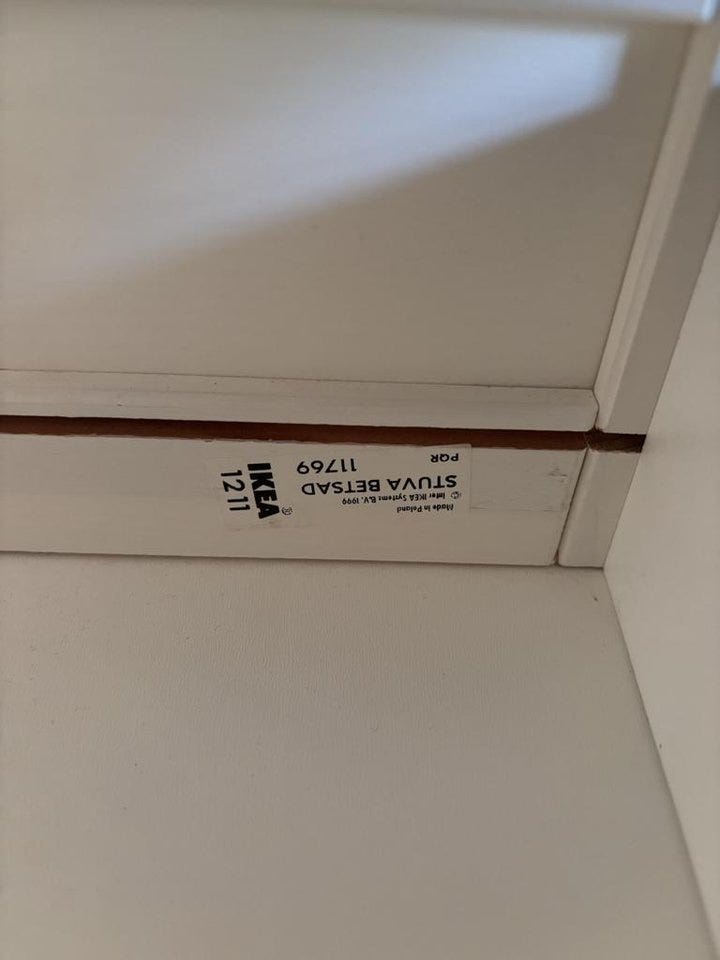 Made in Poland
© Inter IKEA Systems B.V. 1999
STUVA BETSAD
PQR 11769
IKEA
1211